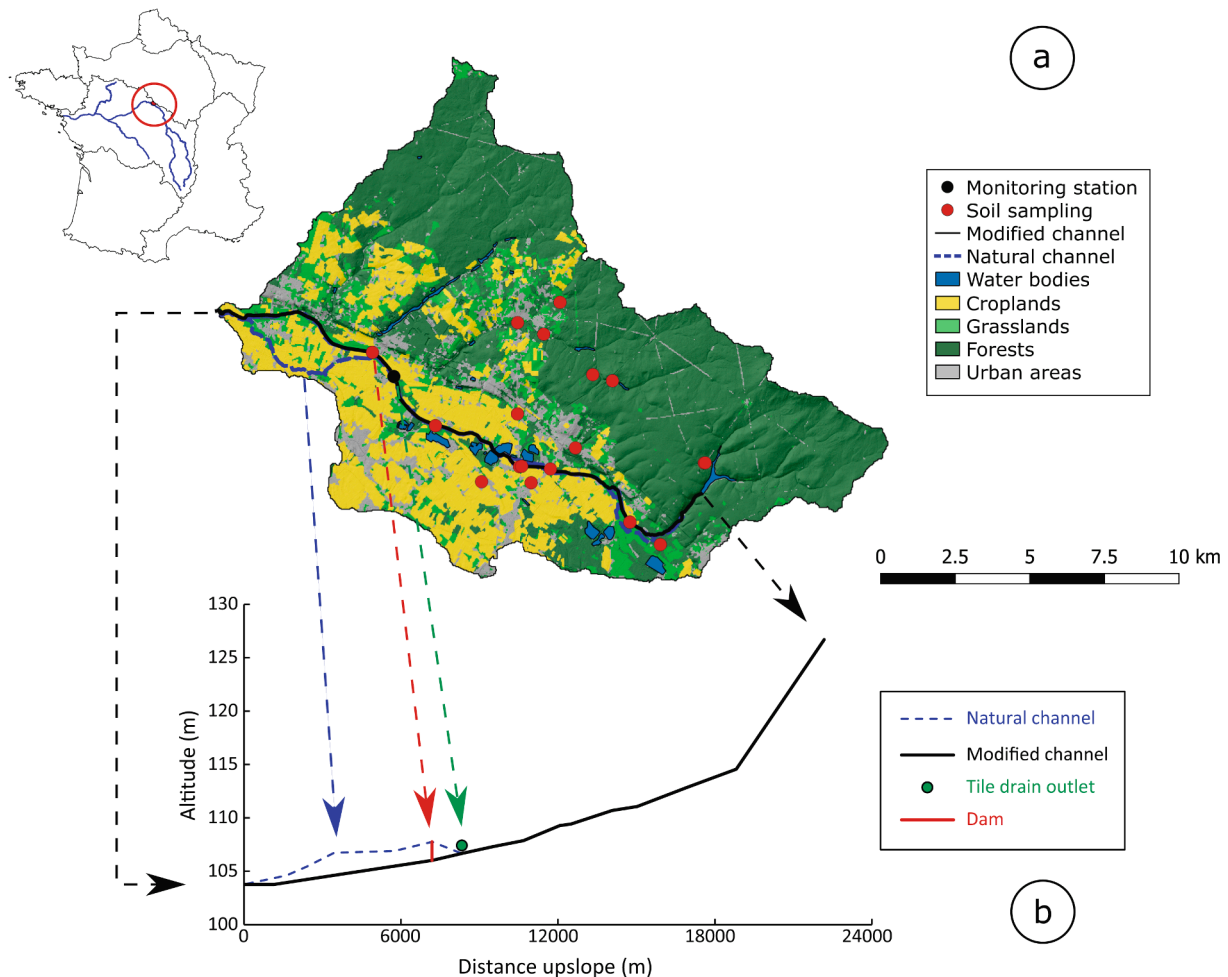 a
Monitoring station
Soil sampling
Modified channel
Natural channel
Water bodies
Croplands
Grasslands
Forests
Urban areas
0 2.5 5 7.5 10 km
130
125
120
115
110
105
100
Altitude (m)
0 6000 12000 18000 24000
Distance upslope (m)
Natural channel
Modified channel
Tile drain outlet
Dam
b